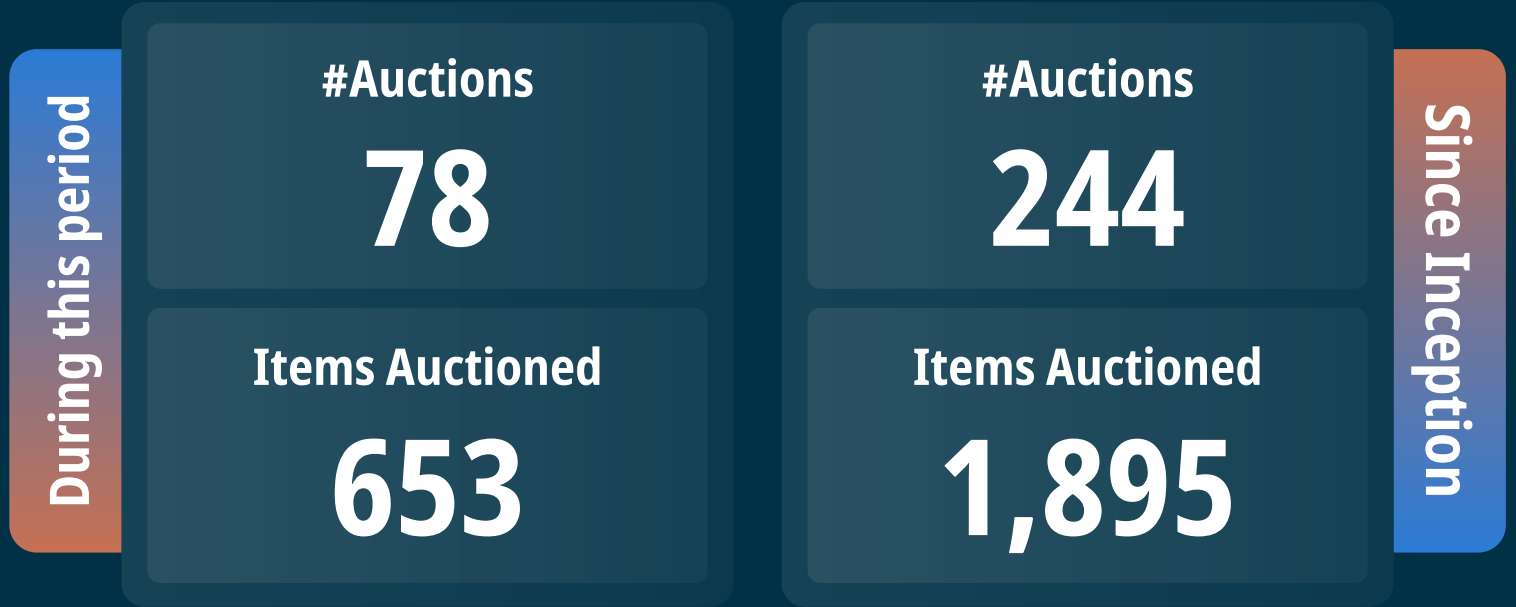 During this period
#Auctions
78
Items Auctioned
653
#Auctions
244
Items Auctioned
1,895
Since Inception